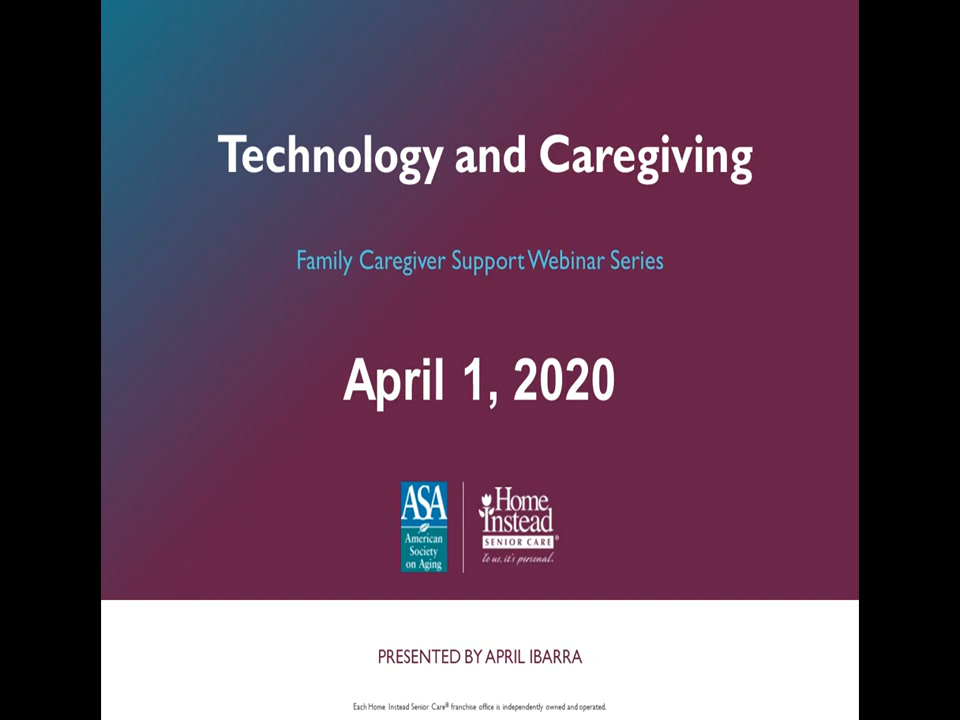 Technology and Caregiving
Family Caregiver Support Webinar Series
April 1, 2020
ASA
American
Society
on Aging
Home
Instead
SENIOR CARE®
To us, it's personal.
PRESENTED BY APRIL IBARRA
Each Home Instead Senior Care® franchise office is independently owned and operated.